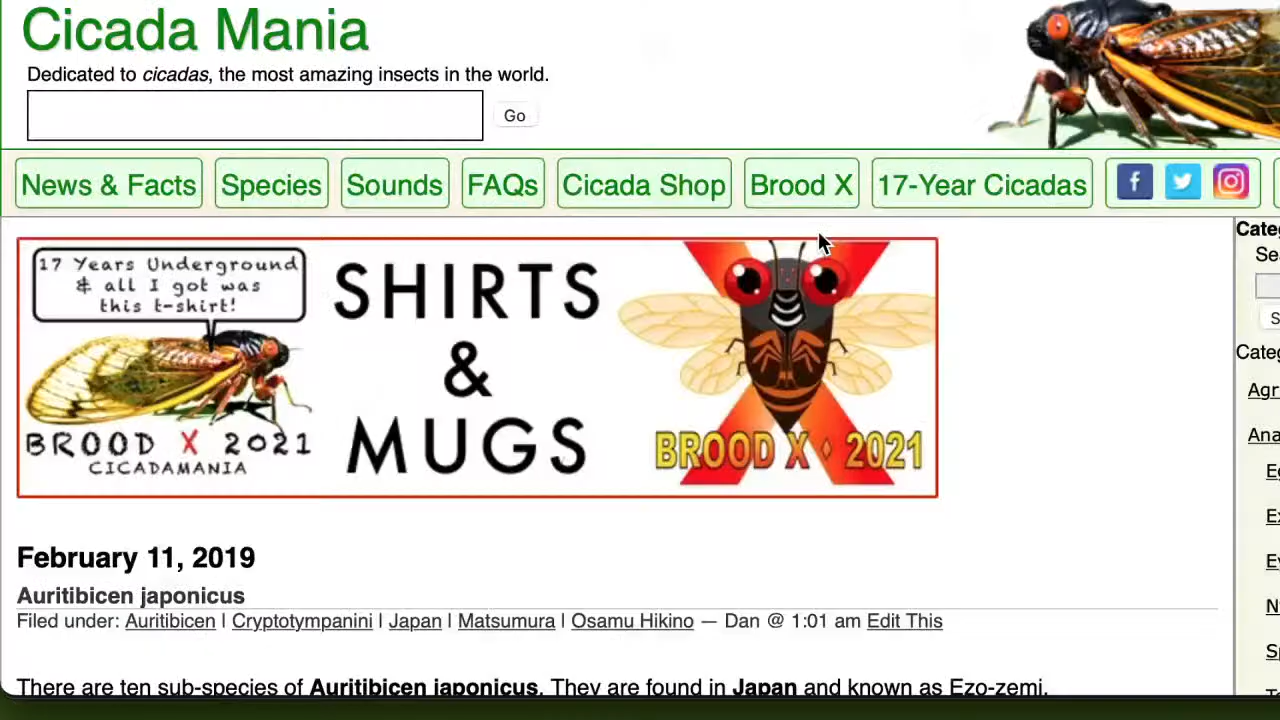 Cicada Mania
Dedicated to cicadas, the most amazing insects in the world.
Go
News & Facts Species Sounds FAQs Cicada Shop Brood X 17-Year Cicadas
17 Years Underground
& all I got was
this t-shirt!
BROOD X 2021
CICADAMANIA
SHIRTS
&
MUGS
BROOD X 2021
February 11, 2019
Auritibicen japonicus
Filed under: Auritibicen | Cryptotympanini | Japan | Matsumura | Osamu Hikino — Dan @ 1:01 am Edit This
There are ten sub-species of Auritibicen japonicus. They are found in Japan and known as Ezo-zemi.